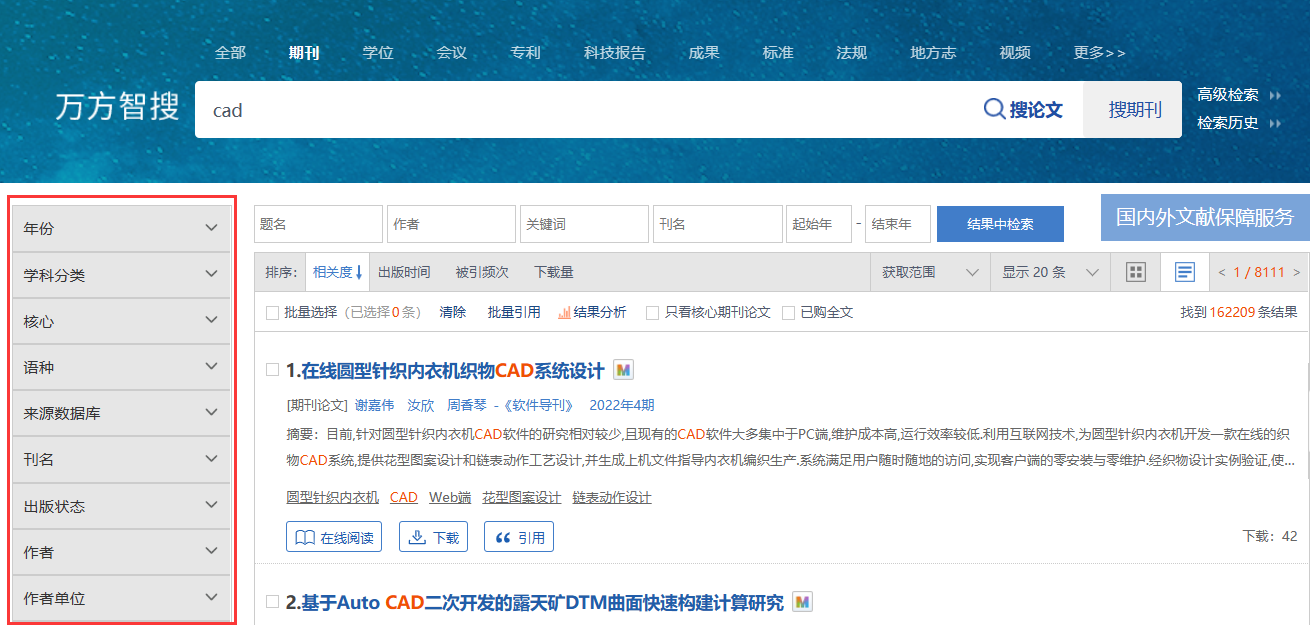 全部 期刊 学位 会议 专利 科技报告 成果 标准 法规 地方志 视频 更多>>
万方智搜 cad 搜论文 搜期刊
高级检索
检索历史
年份
学科分类
核心
语种
来源数据库
刊名
出版状态
作者
作者单位
题名 作者 关键词 刊名 起始年 - 结束年 结果中检索 国内外文献保障服务
排序: 相关度 出版时间 被引频次 下载量 获取范围 显示 20 条 < 1 / 8111 >
批量选择 (已选择0条) 清除 批量引用 结果分析 只看核心期刊论文 已购全文 找到162209条结果
1.在线圆型针织内衣机织物CAD系统设计 M
[期刊论文] 谢嘉伟 汝欣 周香琴 -《软件导刊》 2022年4期
摘要：目前,针对圆型针织内衣机CAD软件的研究相对较少,且现有的CAD软件大多集中于PC端,维护成本高,运行效率较低.利用互联网技术,为圆型针织内衣机开发一款在线的织
物CAD系统,提供花型图案设计和链表动作工艺设计,并生成上机文件指导内衣机编织生产.系统满足用户随时随地的访问,实现客户端的零安装与零维护.经织物设计实例验证,使...
圆型针织内衣机 CAD Web端 花型图案设计 链表动作设计
在线阅读 下载 引用 下载：42
2.基于Auto CAD二次开发的露天矿DTM曲面快速构建计算研究 M